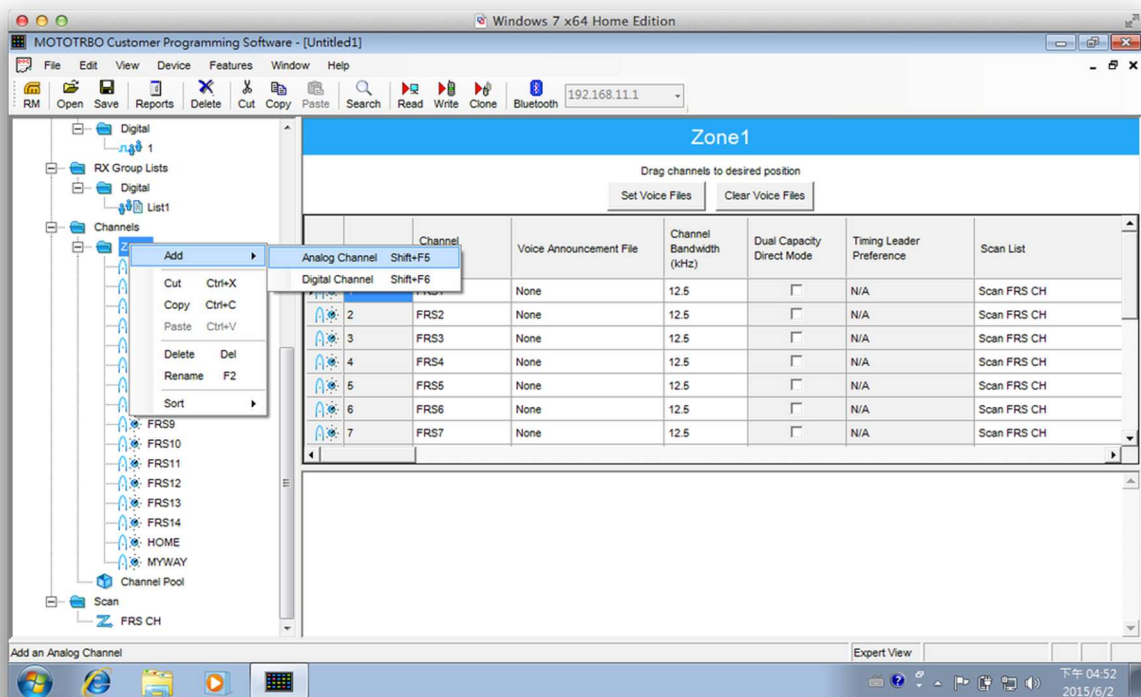 Windows 7 x64 Home Edition
MOTOTRBO Customer Programming Software - [Untitled1]
File Edit View Device Features Window Help
RM Open Save Reports Delete Cut Copy Paste Search Read Write Clone Bluetooth 192.168.11.1
Digital
1
RX Group Lists
Digital
List1
Channels
Add
Cut Ctrl+X
Copy Ctrl+C
Paste Ctrl+V
Delete Del
Rename F2
Sort
Analog Channel Shift+F5
Digital Channel Shift+F6
FRS9
FRS10
FRS11
FRS12
FRS13
FRS14
HOME
MYWAY
Channel Pool
Scan
FRS CH
Zone1
Drag channels to desired position
Set Voice Files Clear Voice Files
Channel Voice Announcement File Channel Bandwidth (kHz) Dual Capacity Direct Mode Timing Leader Preference Scan List
None 12.5 N/A Scan FRS CH
2 FRS2 None 12.5 N/A Scan FRS CH
3 FRS3 None 12.5 N/A Scan FRS CH
4 FRS4 None 12.5 N/A Scan FRS CH
5 FRS5 None 12.5 N/A Scan FRS CH
6 FRS6 None 12.5 N/A Scan FRS CH
7 FRS7 None 12.5 N/A Scan FRS CH
Add an Analog Channel
Expert View
下午 04:52
2015/6/2